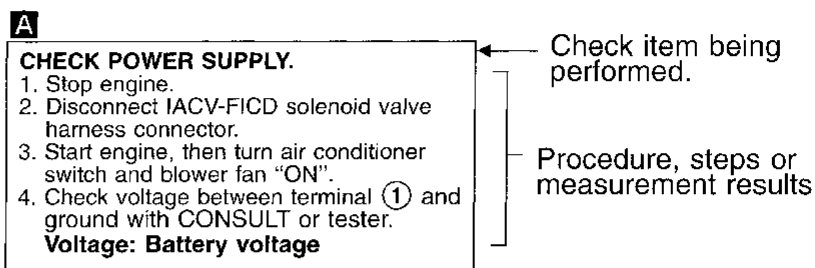 A
CHECK POWER SUPPLY.
1. Stop engine.
2. Disconnect IACV-FICD solenoid valve
harness connector.
3. Start engine, then turn air conditioner
switch and blower fan “ON”.
4. Check voltage between terminal ① and
ground with CONSULT or tester.
Voltage: Battery voltage
Check item being
performed.
Procedure, steps or
measurement results